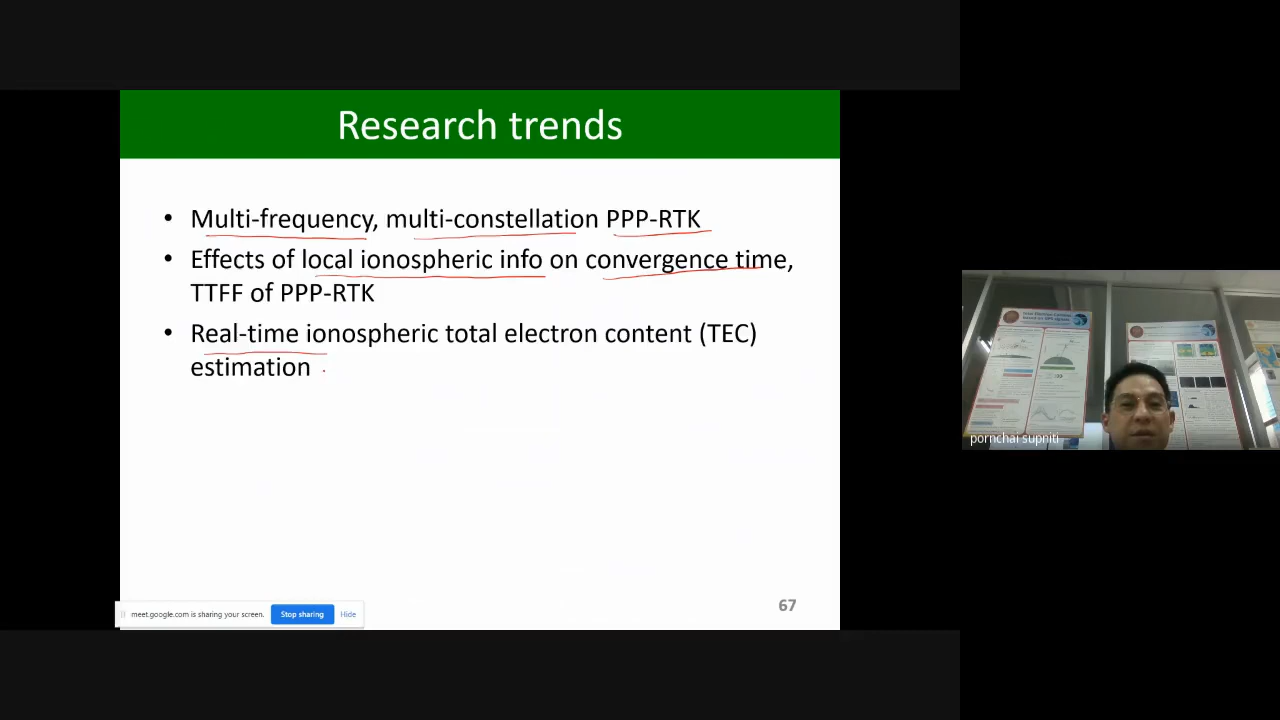 Research trends
• Multi-frequency, multi-constellation PPP-RTK
• Effects of local ionospheric info on convergence time,
TTFF of PPP-RTK
• Real-time ionospheric total electron content (TEC)
estimation
67
meet.google.com is sharing your screen.
Stop sharing
Hide
pornchai supniti